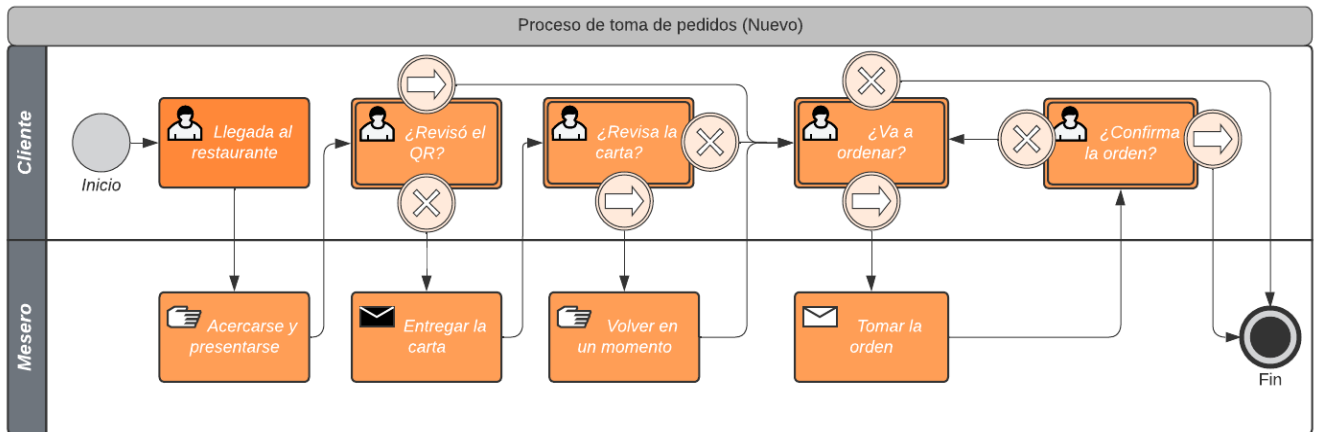 Proceso de toma de pedidos (Nuevo)
Cliente
Inicio
Llegada al
restaurante
¿Revisó el
QR?
¿Revisa la
carta?
¿Va a
ordenar?
¿Confirma
la orden?
Mesero
Acercarse y
presentarse
Entregar la
carta
Volver en
un momento
Tomar la
orden
Fin